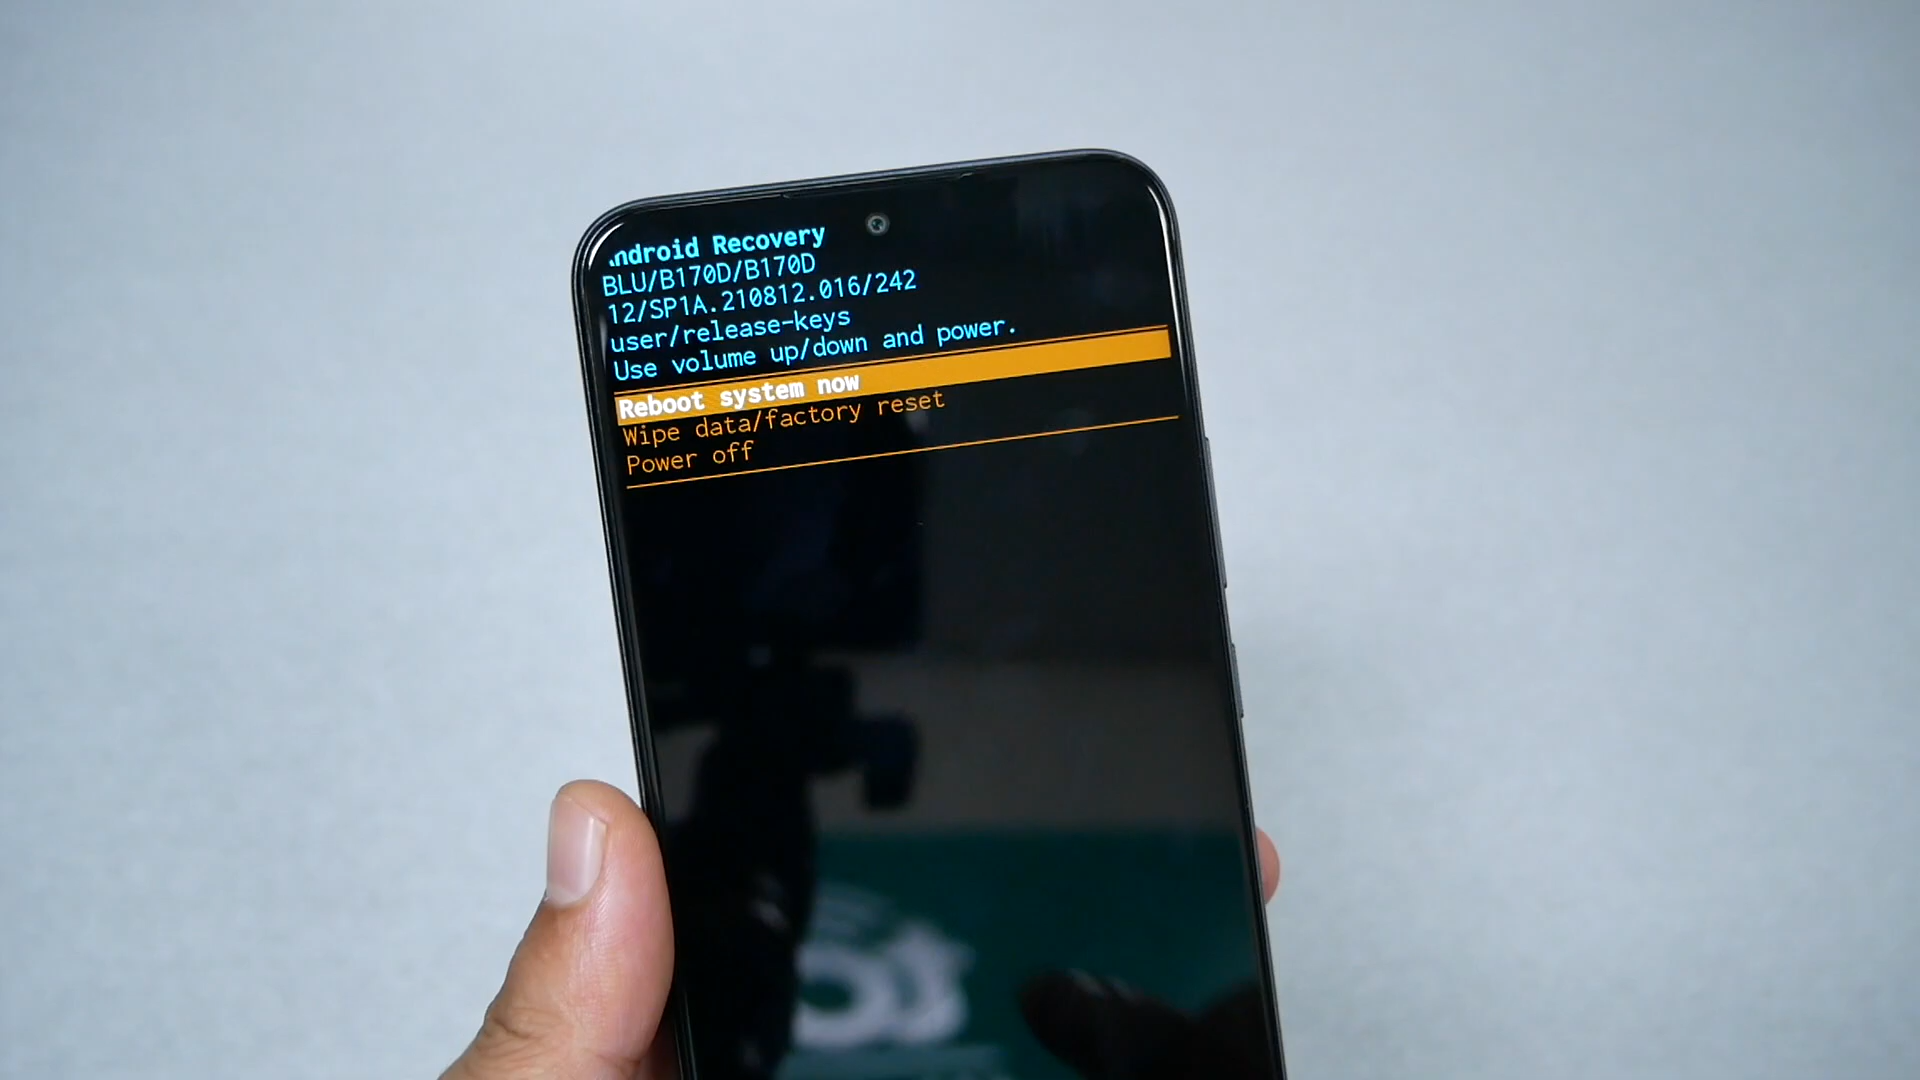 Android Recovery
BLU/B170D/B170D
12/SP1A.210812.016/242
user/release-keys
Use volume up/down and power.
Reboot system now
Wipe data/factory reset
Power off